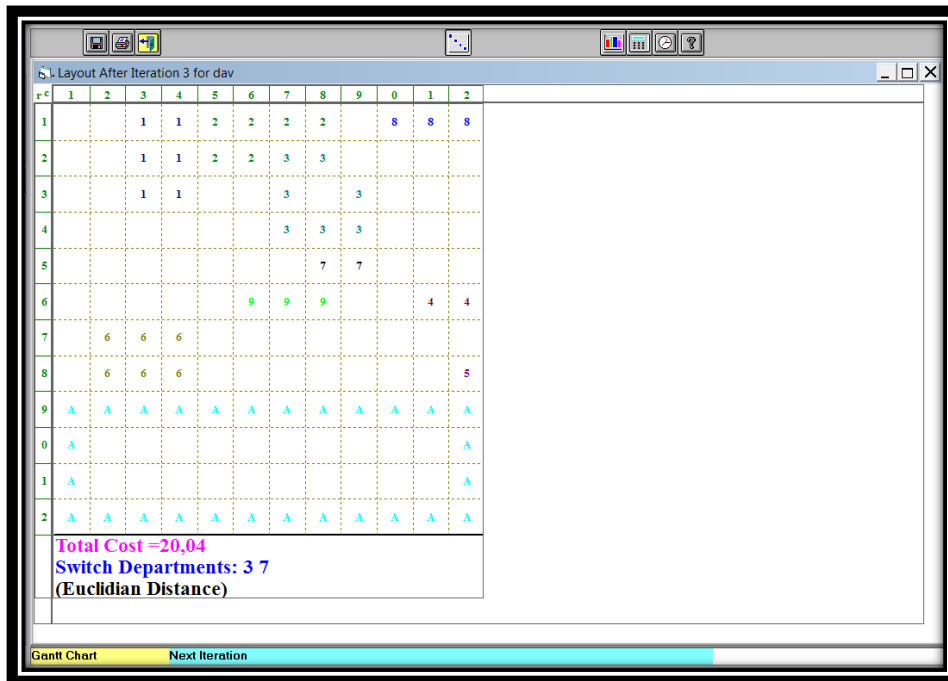 Layout After Iteration 3 for dav
r c 1 2 3 4 5 6 7 8 9 0 1 2
1 1 1 2 2 2 2 8 8 8
2 1 1 2 2 3 3
3 1 1 3 3
4 3 3 3
5 7 7
6 9 9 9 4 4
7 6 6 6
8 6 6 6 5
9 A A A A A A A A A A A A
0 A A
1 A A
2 A A A A A A A A A A A A
Total Cost =20,04
Switch Departments: 3 7
(Euclidian Distance)
Gantt Chart Next Iteration